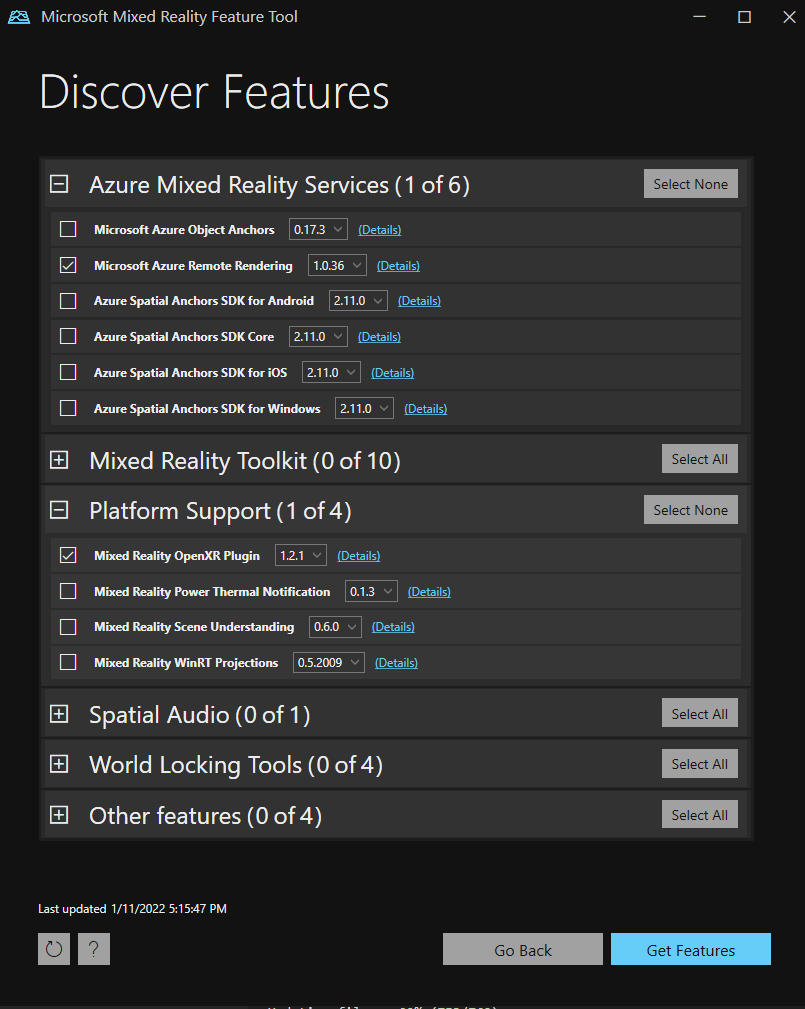 Microsoft Mixed Reality Feature Tool
Discover Features
Azure Mixed Reality Services (1 of 6) Select None
Microsoft Azure Object Anchors 0.17.3 (Details)
Microsoft Azure Remote Rendering 1.0.36 (Details)
Azure Spatial Anchors SDK for Android 2.11.0 (Details)
Azure Spatial Anchors SDK Core 2.11.0 (Details)
Azure Spatial Anchors SDK for iOS 2.11.0 (Details)
Azure Spatial Anchors SDK for Windows 2.11.0 (Details)
Mixed Reality Toolkit (0 of 10) Select All
Platform Support (1 of 4) Select None
Mixed Reality OpenXR Plugin 1.2.1 (Details)
Mixed Reality Power Thermal Notification 0.1.3 (Details)
Mixed Reality Scene Understanding 0.6.0 (Details)
Mixed Reality WinRT Projections 0.5.2009 (Details)
Spatial Audio (0 of 1) Select All
World Locking Tools (0 of 4) Select All
Other features (0 of 4) Select All
Last updated 1/11/2022 5:15:47 PM
? Go Back Get Features